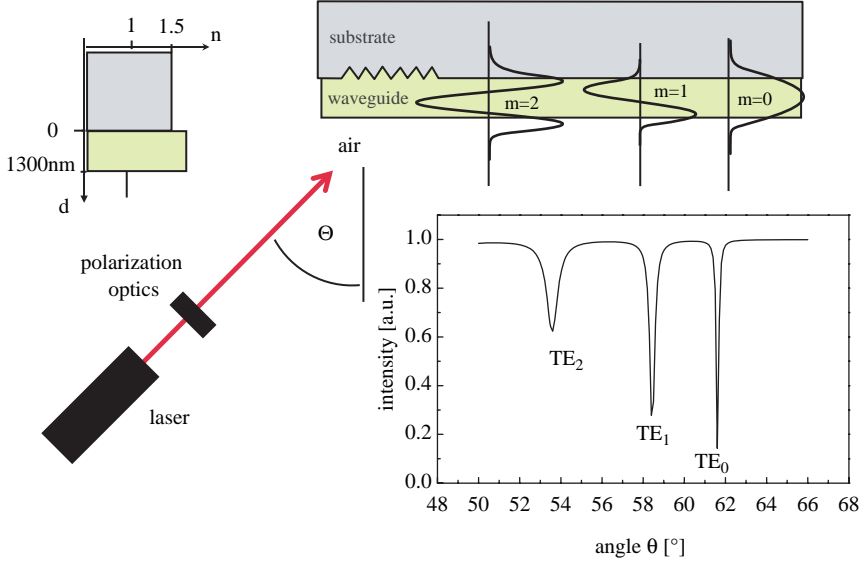 1 1.5 n
0
1300nm
d
substrate
waveguide
m=2
m=1
m=0
air
Θ
polarization
optics
laser
intensity [a.u.]
1.0
0.8
0.6
0.4
0.2
0.0
TE₂
TE₁
TE₀
48 50 52 54 56 58 60 62 64 66 68
angle θ [°]